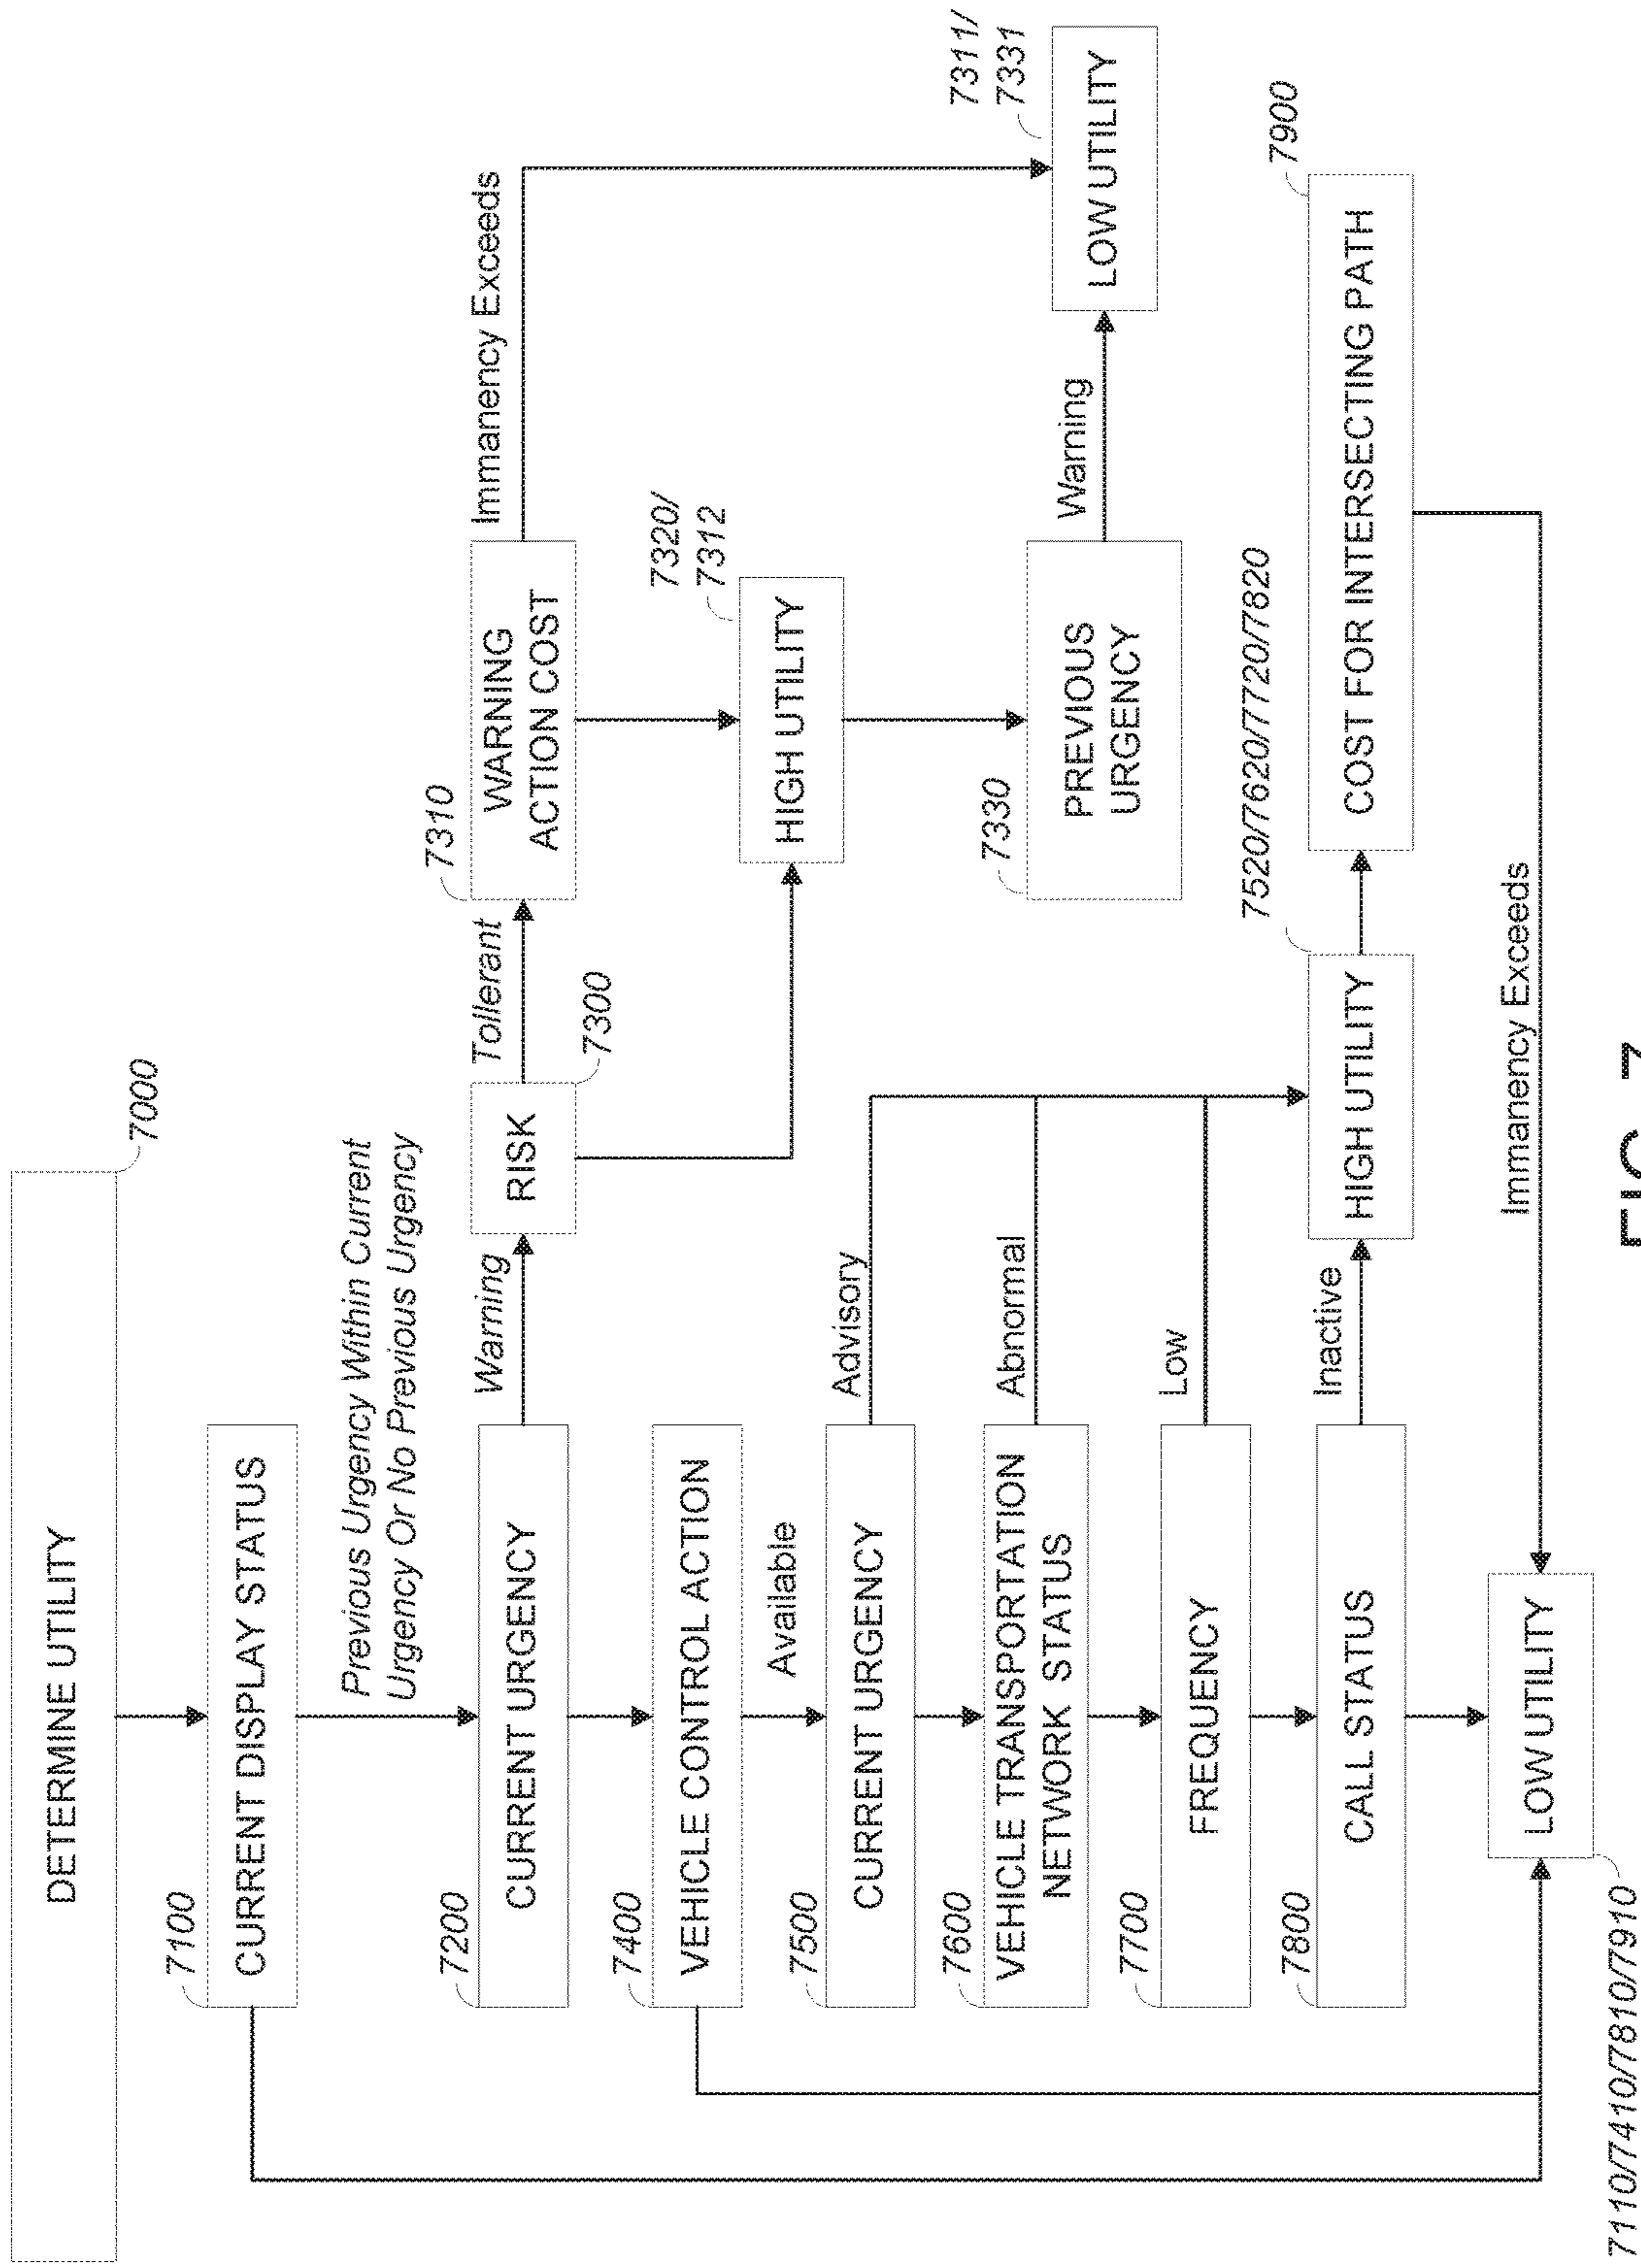 DETERMINE UTILITY
7000
7100
CURRENT DISPLAY STATUS
Previous Urgency Within Current
Urgency Or No Previous Urgency
7200
CURRENT URGENCY
Warning
RISK
7300
Tollerant
7310
WARNING
ACTION COST
Immanency Exceeds
7400
VEHICLE CONTROL ACTION
7320/
7312
HIGH UTILITY
Available
7500
CURRENT URGENCY
Advisory
7330
PREVIOUS
URGENCY
Warning
LOW UTILITY
7311/
7331
7600
VEHICLE TRANSPORTATION
NETWORK STATUS
Abnormal
7700
FREQUENCY
Low
7800
CALL STATUS
Inactive
HIGH UTILITY
7520/7620/7720/7820
COST FOR INTERSECTING PATH
7900
LOW UTILITY
Immanency Exceeds
7110/7410/7810/7910